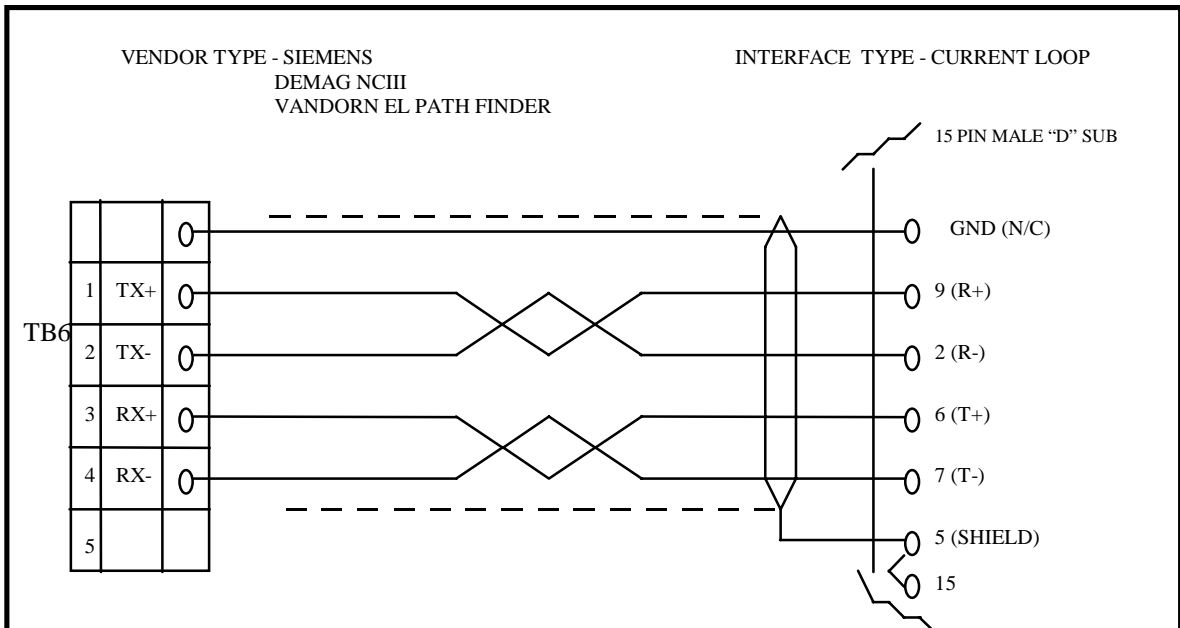 VENDOR TYPE - SIEMENS
DEMAG NCIII
VANDORN EL PATH FINDER
INTERFACE TYPE - CURRENT LOOP
15 PIN MALE “D” SUB
GND (N/C)
1 TX+
9 (R+)
TB6
2 TX-
2 (R-)
3 RX+
6 (T+)
4 RX-
7 (T-)
5
5 (SHIELD)
15